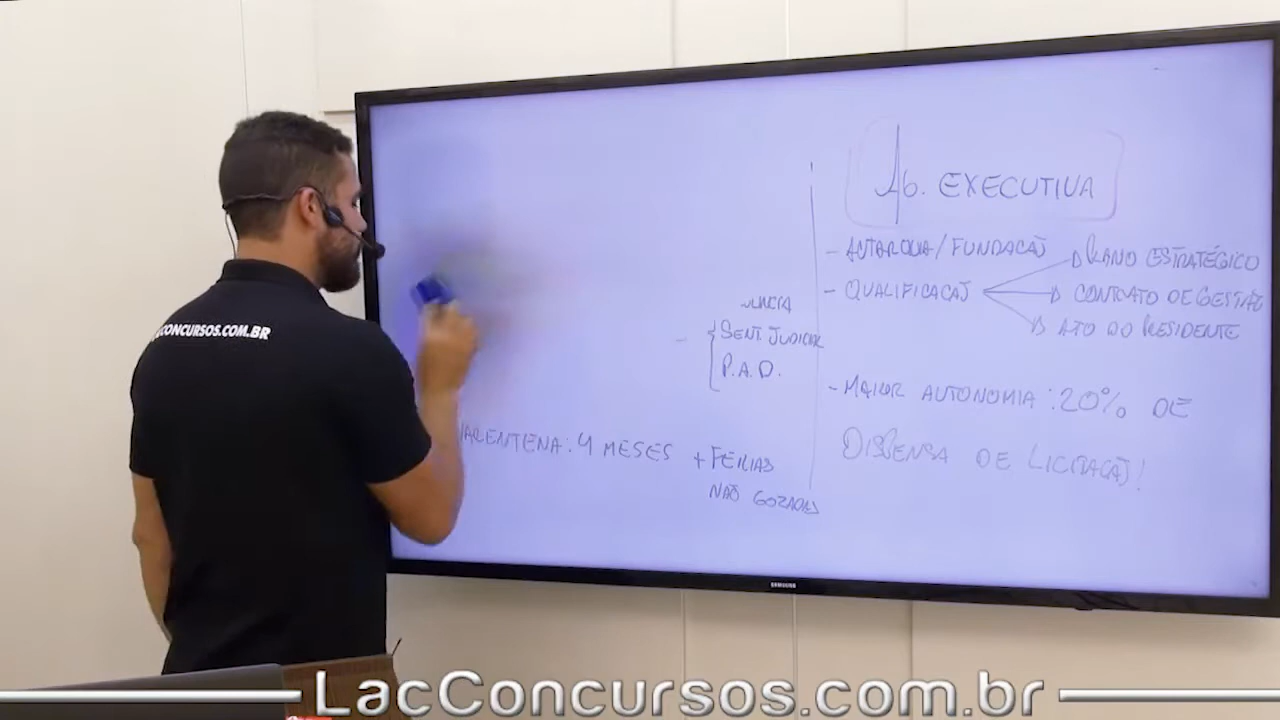 CONCURSOS.COM.BR
SENT. JUDICIAL
P.A.D.
: 4 MESES + FÉRIAS
NÃO GOZADAS
AG. EXECUTIVA
- AUTARQUIA/FUNDAÇÃO
- QUALIFICAÇÃO
PLANO ESTRATÉGICO
CONTRATO DE GESTÃO
ATO DO PRESIDENTE
- MAIOR AUTONOMIA: 20% DE
DISPENSA DE LICITAÇÃO!
SAMSUNG
LacConcursos.com.br